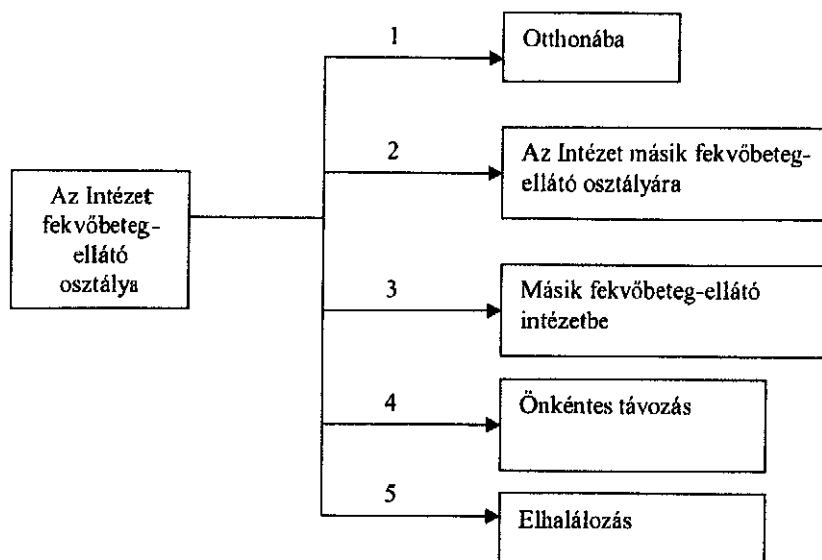 Az Intézet
fekvőbeteg-
ellátó
osztálya
1
Otthonába
2
Az Intézet másik fekvőbeteg-
ellátó osztályára
3
Másik fekvőbeteg-ellátó
intézetbe
4
Önkéntes távozás
5
Elhalálozás